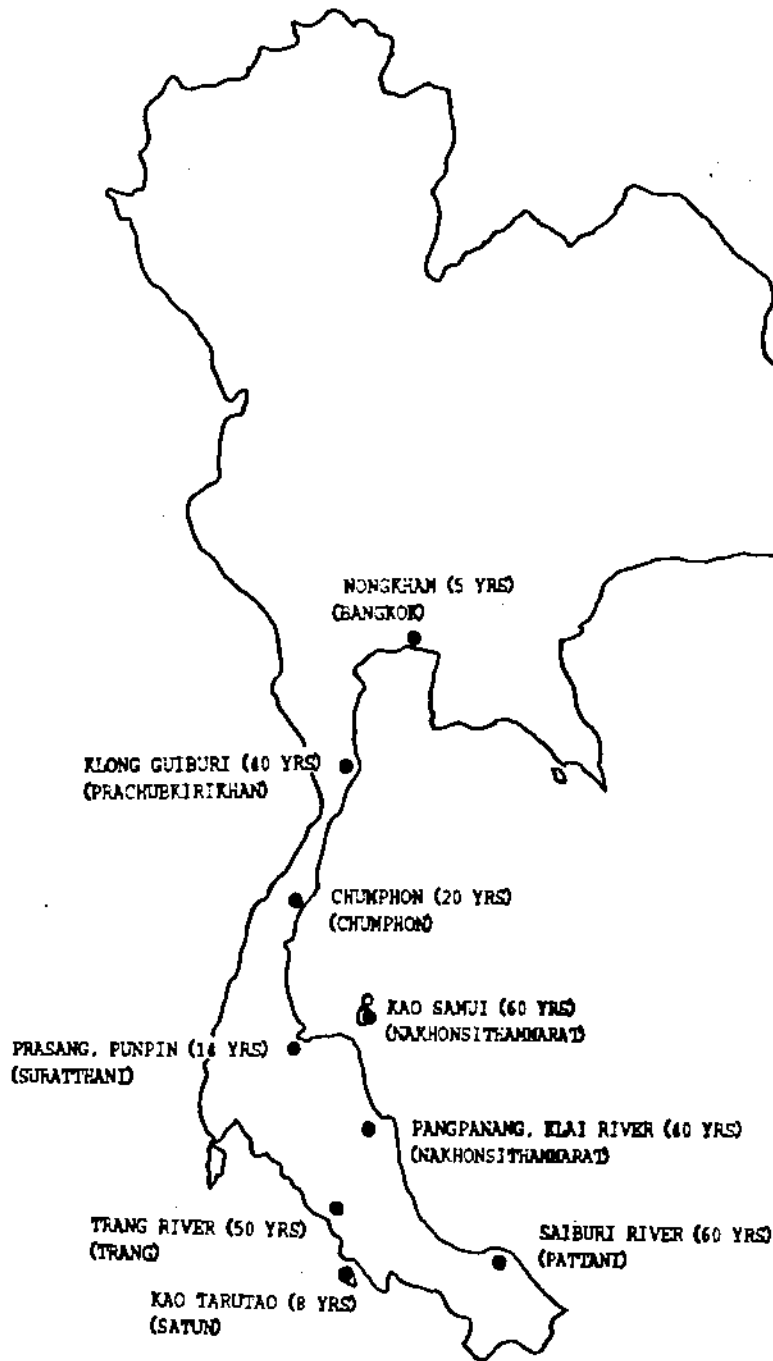 NONGKHAM (5 YRS)
(BANGKOK)
KLONG GUIBURI (40 YRS)
(PRACHUBKIRIKHAN)
CHUMPHON (20 YRS)
(CHUMPHON)
KAO SAMUI (60 YRS)
(NAKHONSITHAMMARAT)
PRASANG, PUNPIN (YRS)
(SURATTHANI)
PANGPANANG, KLAI RIVER (40 YRS)
(NAKHONSITHAMMARAT)
TRANG RIVER (50 YRS)
(TRANG)
SAIBURI RIVER (60 YRS)
(PATTANI)
KAO TARUTAO (8 YRS)
(SATUN)